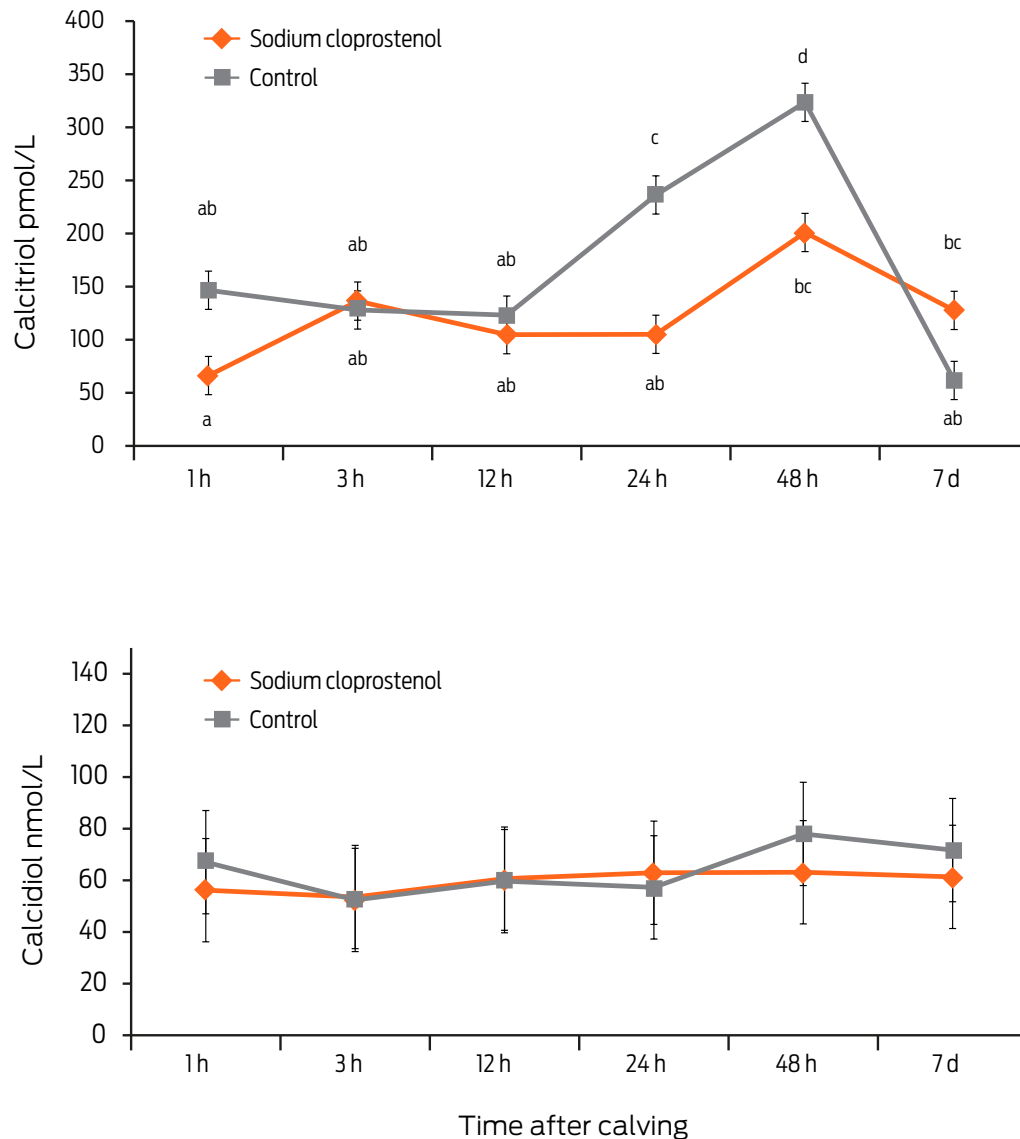 400
350
300
250
200
150
100
50
0
Calcitriol pmol/L
Sodium cloprostenol
Control
ab
ab
ab
c
d
bc
a
ab
ab
ab
bc
ab
1 h 3 h 12 h 24 h 48 h 7 d
140
120
100
80
60
40
20
0
Calcidiol nmol/L
Sodium cloprostenol
Control
1 h 3 h 12 h 24 h 48 h 7 d
Time after calving